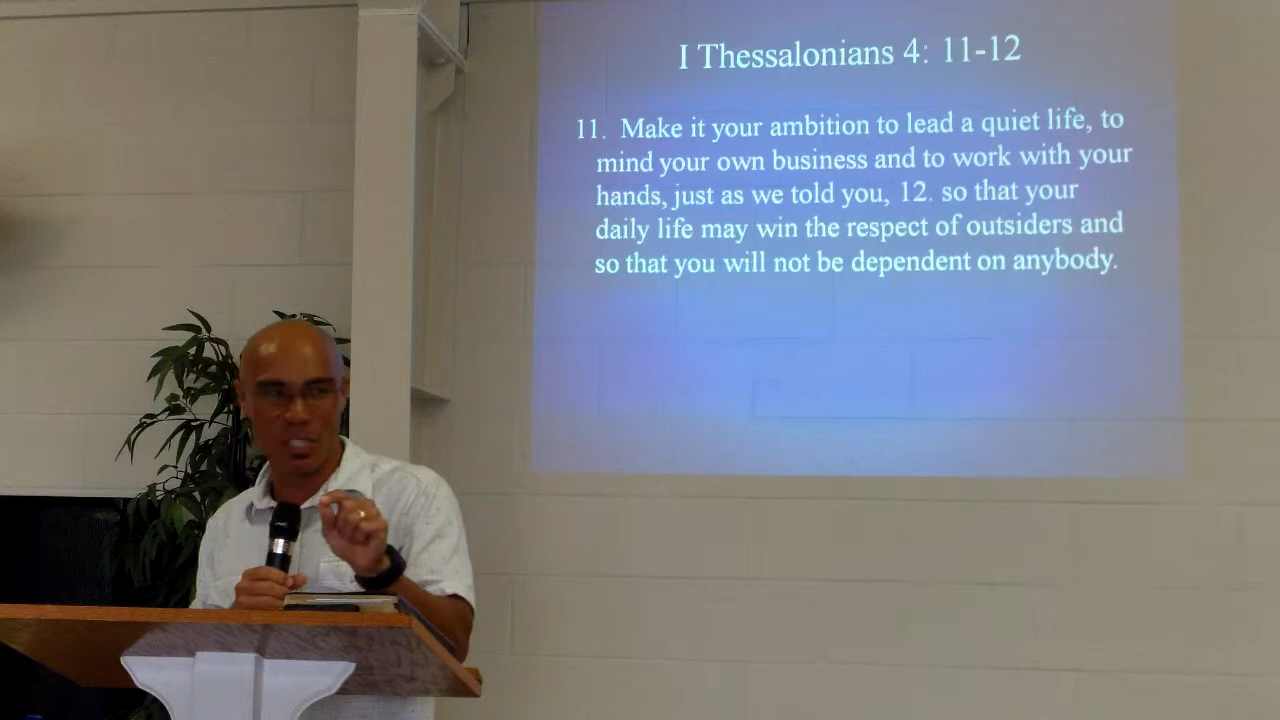 I Thessalonians 4: 11-12
11. Make it your ambition to lead a quiet life, to
mind your own business and to work with your
hands, just as we told you, 12. so that your
daily life may win the respect of outsiders and
so that you will not be dependent on anybody.